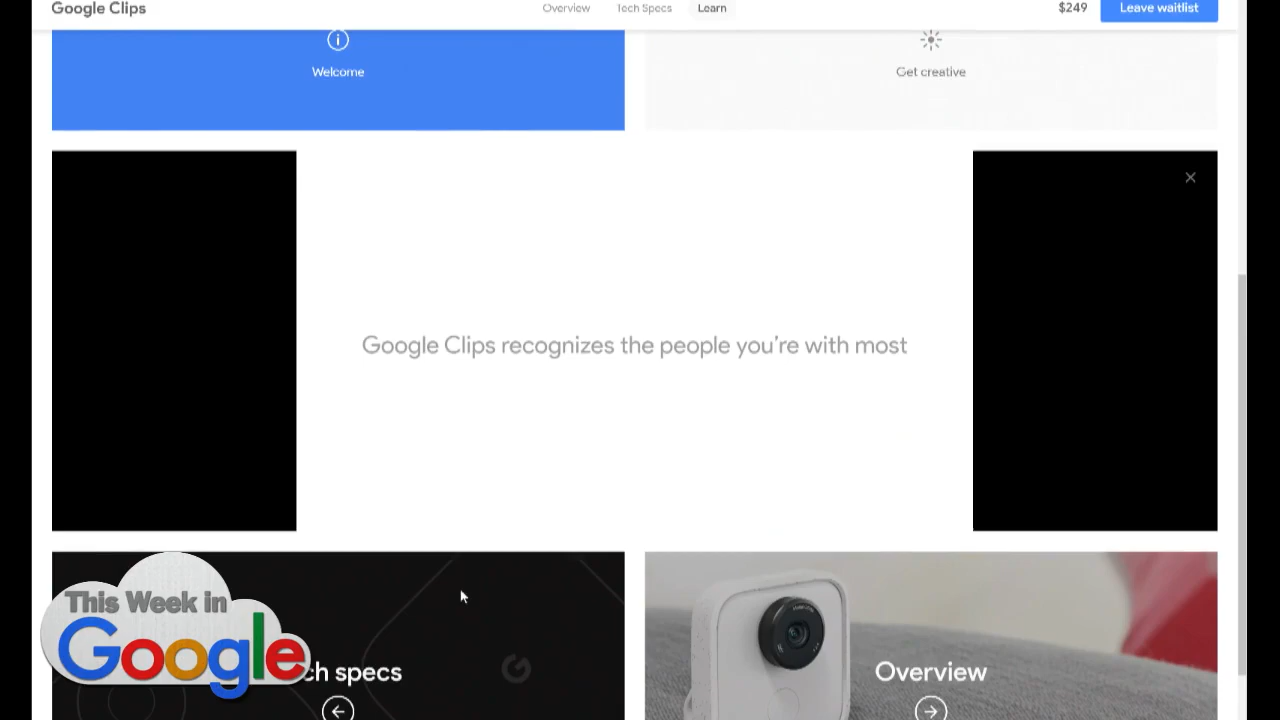 Google Clips
Overview
Tech Specs
Learn
$249
Leave waitlist
Welcome
Get creative
Google Clips recognizes the people you're with most
This Week in
Google
ch specs
Overview